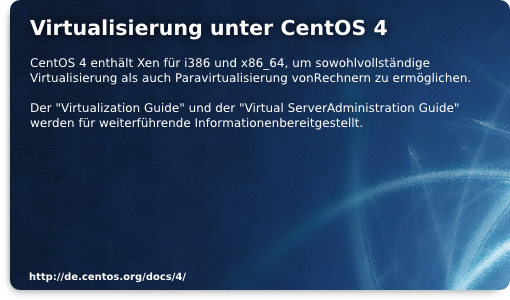 Virtualisierung unter CentOS 4
CentOS 4 enthält Xen für i386 und x86_64, um sowohlvollständige
Virtualisierung als auch Paravirtualisierung vonRechnern zu ermöglichen.
Der "Virtualization Guide" und der "Virtual ServerAdministration Guide"
werden für weiterführende Informationenbereitgestellt.
http://de.centos.org/docs/4/